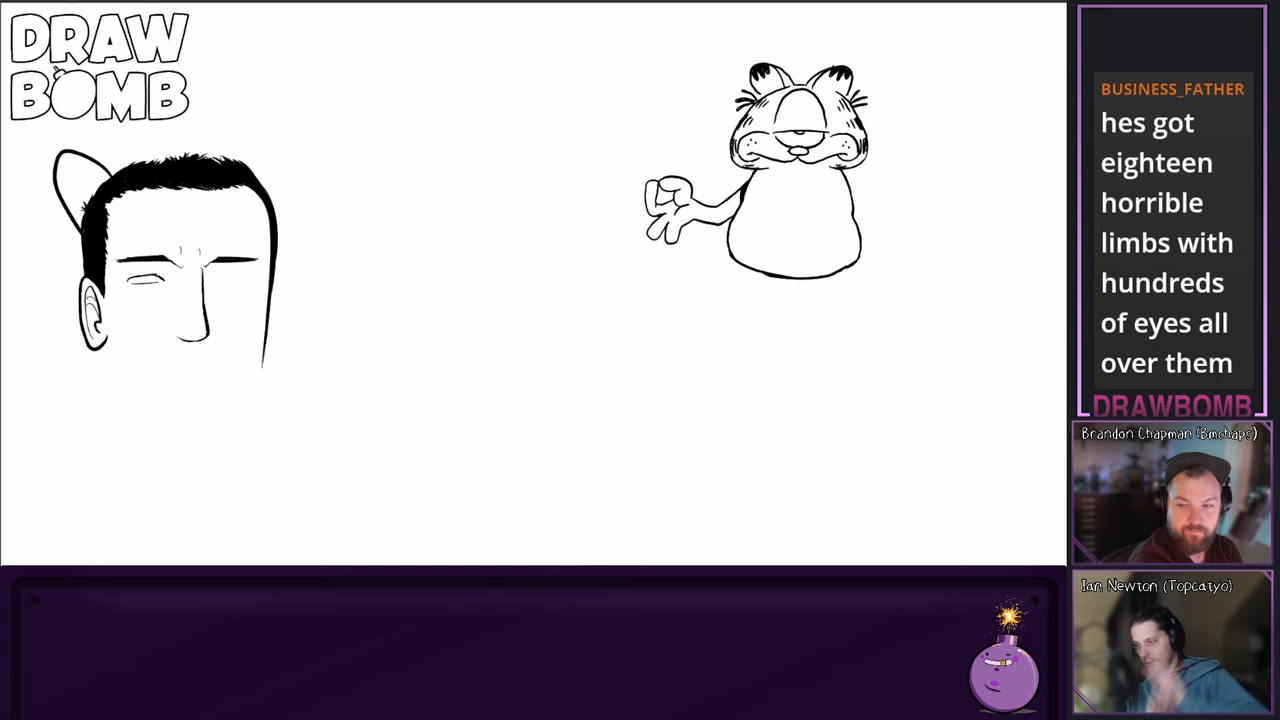 DRAW
BOMB
BUSINESS_FATHER
hes got
eighteen
horrible
limbs with
hundreds
of eyes all
over them
DRAWBOMB
Brandon Chapman (Bmchaps)
Ian Newton (Topcatyo)